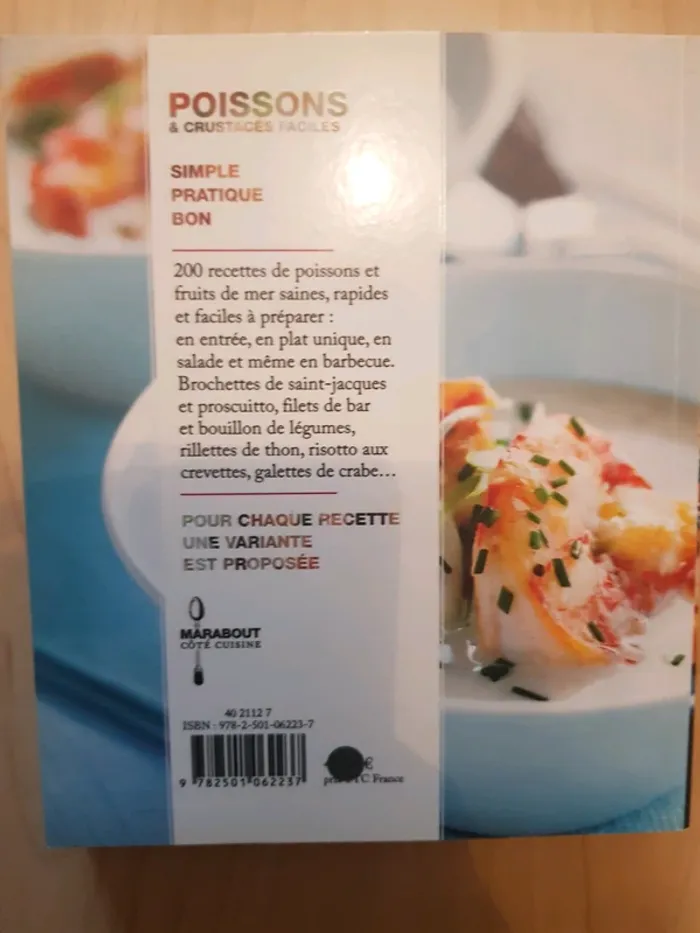 POISSONS
& CRUSTACÉS FACILES
SIMPLE
PRATIQUE
BON
200 recettes de poissons et
fruits de mer saines, rapides
et faciles à préparer :
en entrée, en plat unique, en
salade et même en barbecue.
Brochettes de saint-jacques
et proscuitto, filets de bar
et bouillon de légumes,
rillettes de thon, risotto aux
crevettes, galettes de crabe...
POUR CHAQUE RECETTE
UNE VARIANTE
EST PROPOSÉE
MARABOUT
CÔTÉ CUISINE
40 2112 7
ISBN : 978-2-501-06223-7
9 782501 062237
€
France